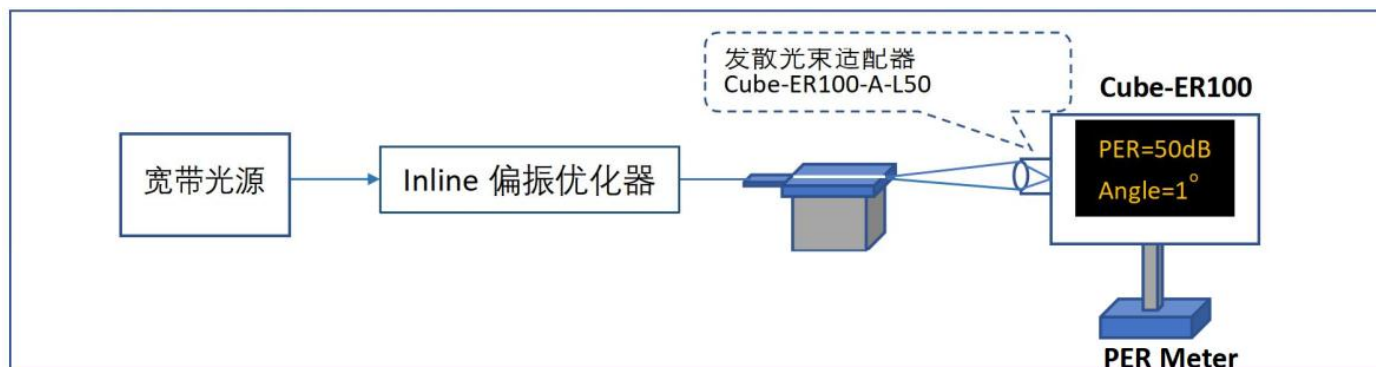 发散光束适配器
Cube-ER100-A-L50
Cube-ER100
宽带光源
Inline 偏振优化器
PER=50dB
Angle=1°
PER Meter